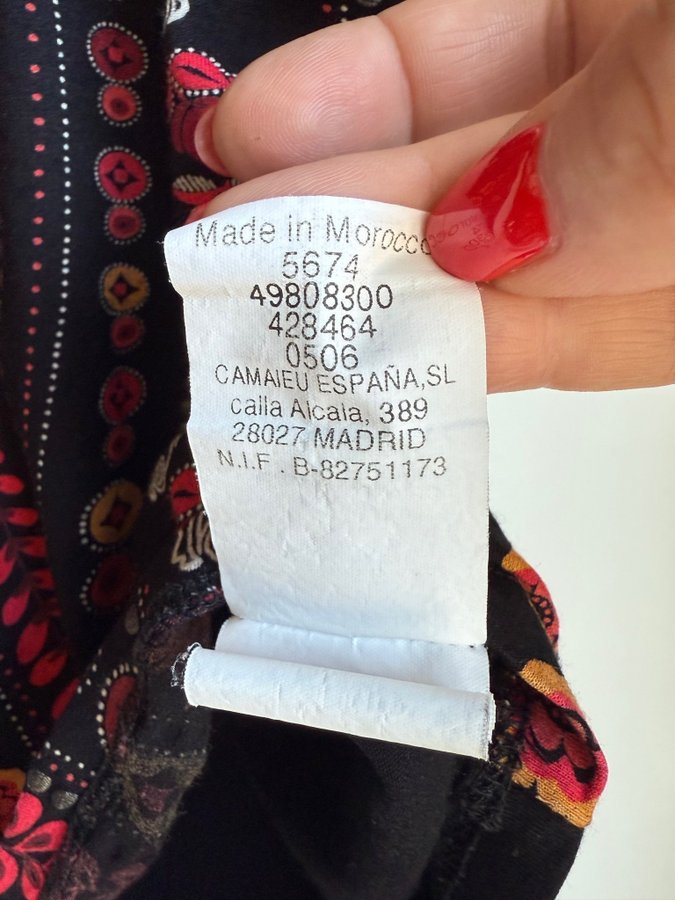 Made in Morocco
5674
49808300
428464
0506
CAMAIEU ESPAÑA,SL
calla Alcala, 389
28027 MADRID
N.I.F. B-82751173